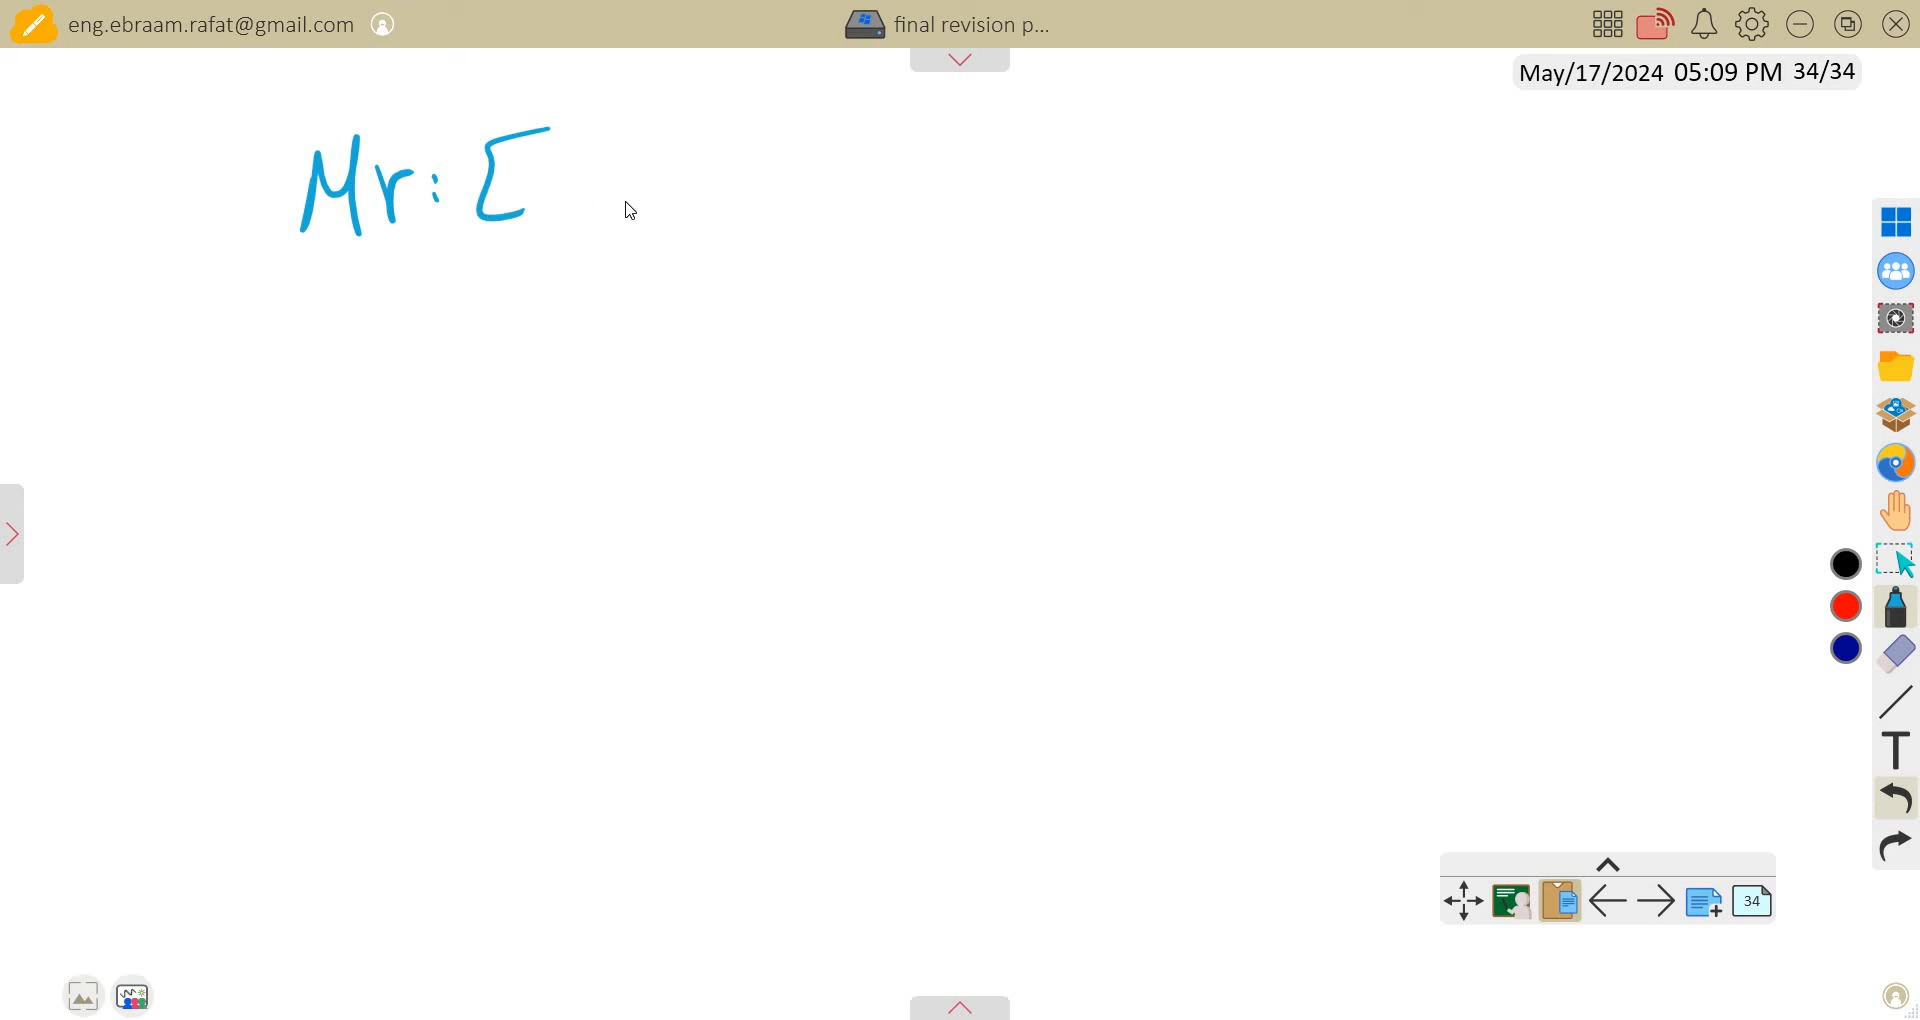 eng.ebraam.rafat@gmail.com
final revision p...
May/17/2024 05:09 PM 34/34
Mr: E
T
34